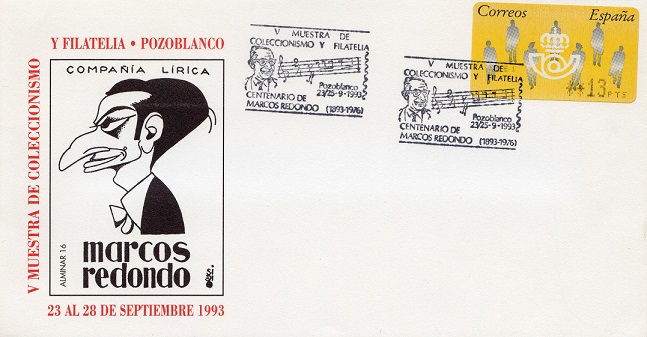 V MUESTRA DE COLECCIONISMO
Y FILATELIA • POZOBLANCO
COMPAÑIA LÍRICA
ALMINAR 16
marcos
redondo
23 AL 28 DE SEPTIEMBRE 1993
V MUESTRA DE
COLECCIONISMO Y FILATELIA
Pozoblanco
23/25-9-1993
CENTENARIO DE
MARCOS REDONDO (1893-1976)
V MUESTRA DE
COLECCIONISMO Y FILATELIA
Pozoblanco
23/25-9-1993
CENTENARIO DE
MARCOS REDONDO (1893-1976)
Correos España
13 PTS